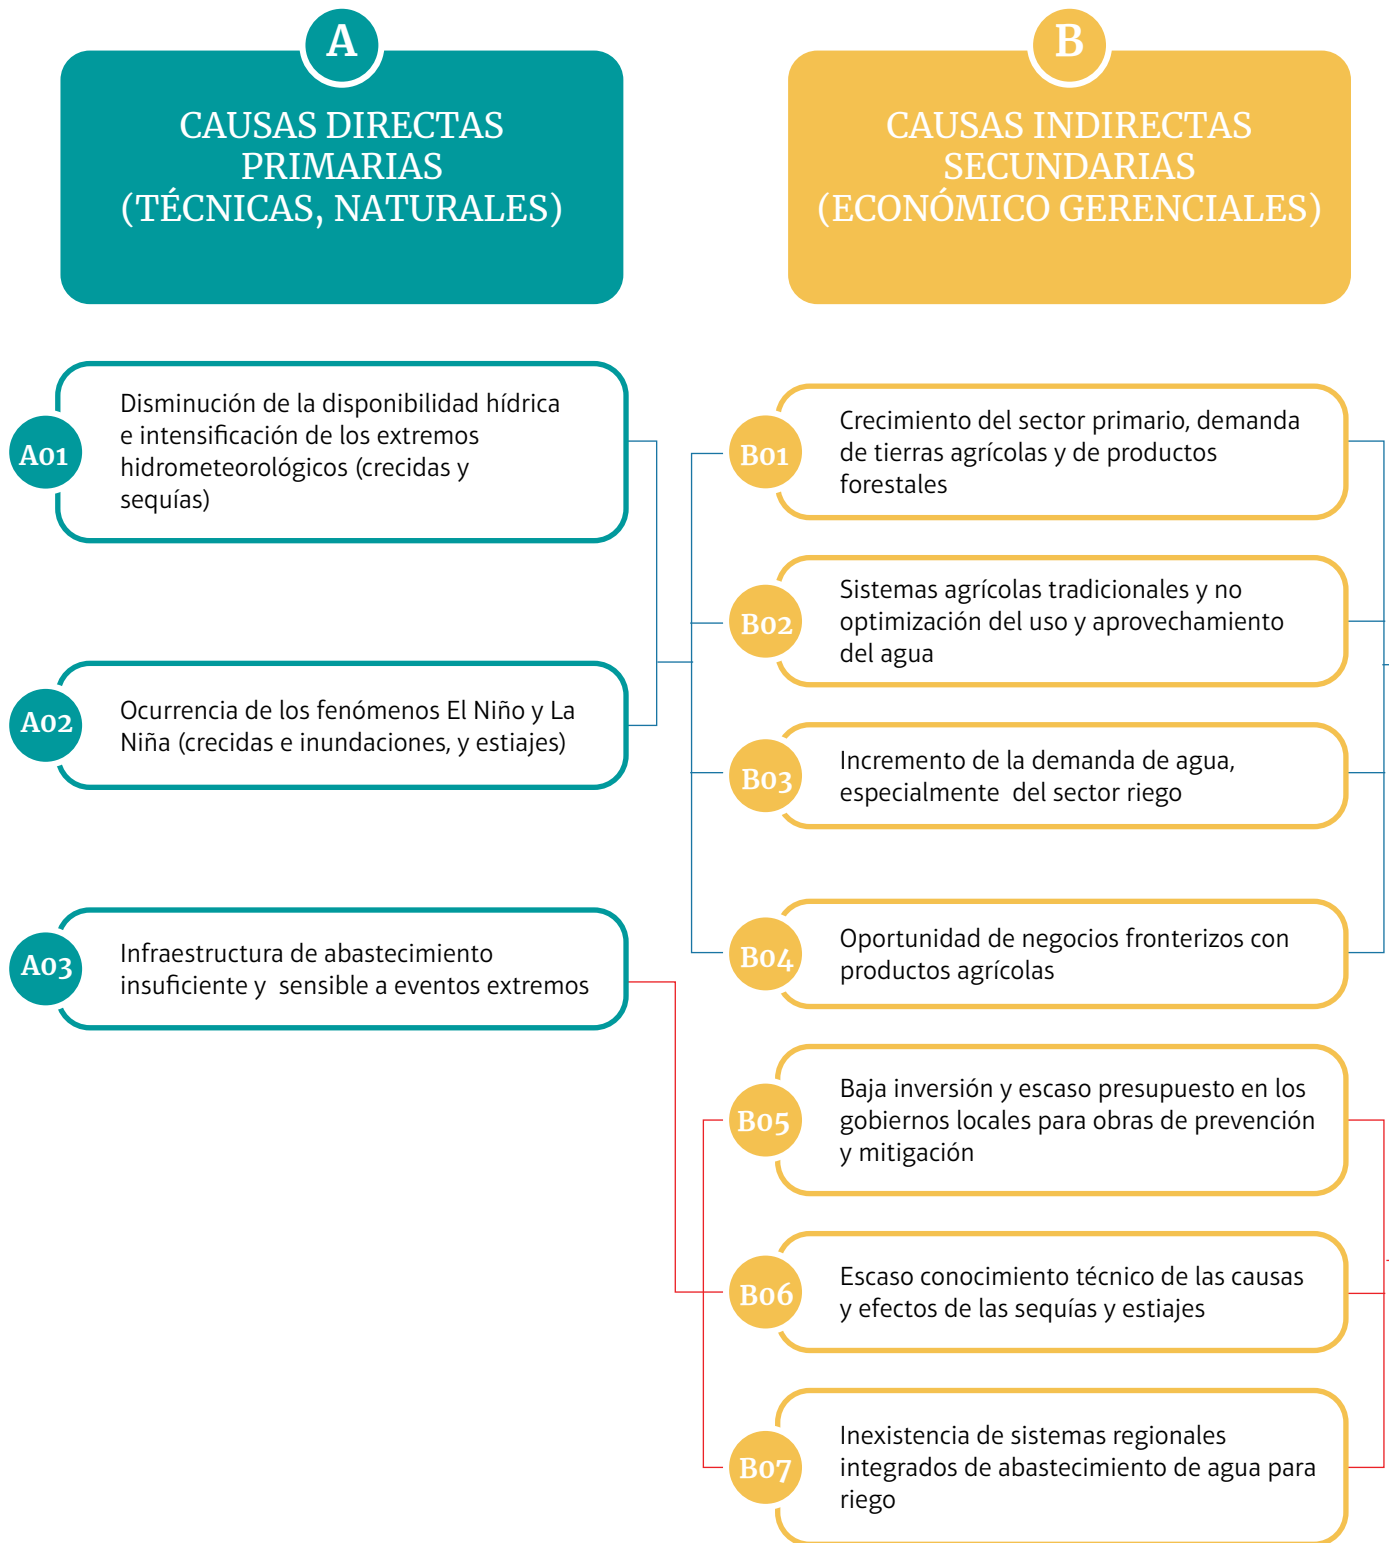 A
CAUSAS DIRECTAS
PRIMARIAS
(TÉCNICAS, NATURALES)
A01
Disminución de la disponibilidad hídrica
e intensificación de los extremos
hidrometeorológicos (crecidas y
sequías)
A02
Ocurrencia de los fenómenos El Niño y La
Niña (crecidas e inundaciones, y estiajes)
A03
Infraestructura de abastecimiento
insuficiente y sensible a eventos extremos
B
CAUSAS INDIRECTAS
SECUNDARIAS
(ECONÓMICO GERENCIALES)
B01
Crecimiento del sector primario, demanda
de tierras agrícolas y de productos
forestales
B02
Sistemas agrícolas tradicionales y no
optimización del uso y aprovechamiento
del agua
B03
Incremento de la demanda de agua,
especialmente del sector riego
B04
Oportunidad de negocios fronterizos con
productos agrícolas
B05
Baja inversión y escaso presupuesto en los
gobiernos locales para obras de prevención
y mitigación
B06
Escaso conocimiento técnico de las causas
y efectos de las sequías y estiajes
B07
Inexistencia de sistemas regionales
integrados de abastecimiento de agua para
riego